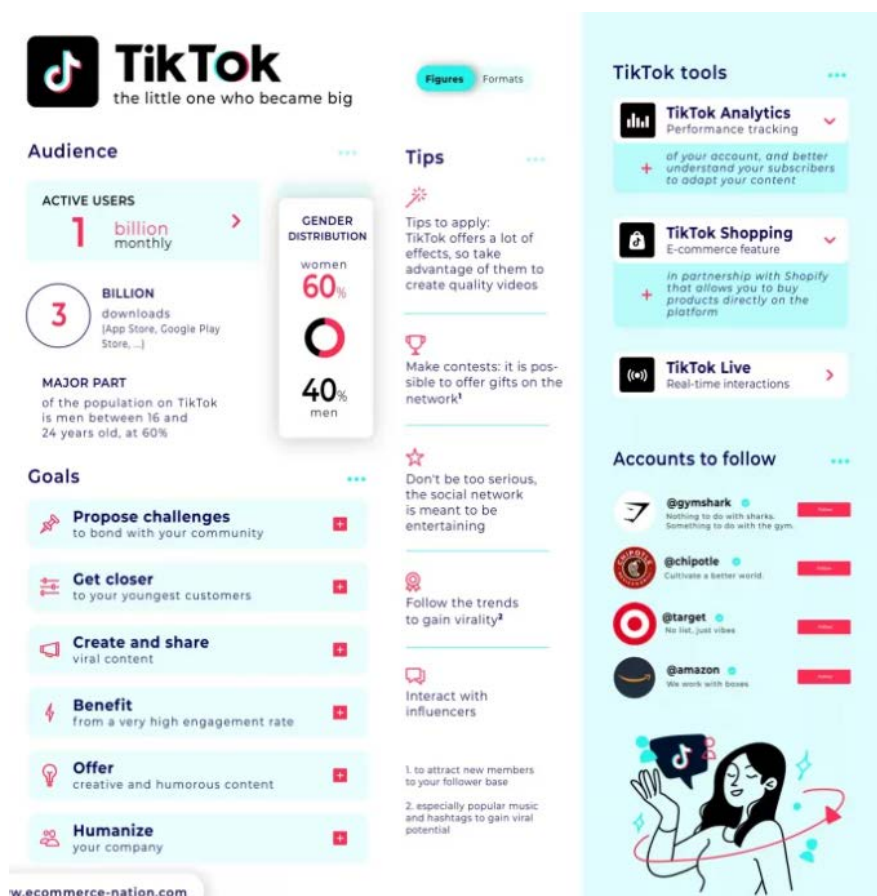 TikTok
the little one who became big
Figures
Formats
Audience
ACTIVE USERS
1 billion
monthly
3
BILLION
downloads
(App Store, Google Play
Store, ...)
MAJOR PART
of the population on TikTok
is men between 16 and
24 years old, at 60%
GENDER
DISTRIBUTION
women
60%
40%
men
Goals
Propose challenges
to bond with your community
Get closer
to your youngest customers
Create and share
viral content
Benefit
from a very high engagement rate
Offer
creative and humorous content
Humanize
your company
w.ecommerce-nation.com
Tips
Tips to apply:
TikTok offers a lot of
effects, so take
advantage of them to
create quality videos
Make contests: it is pos-
sible to offer gifts on the
network¹
Don't be too serious,
the social network
is meant to be
entertaining
Follow the trends
to gain virality²
Interact with
influencers
1. to attract new members
to your follower base
2. especially popular music
and hashtags to gain viral
potential
TikTok tools
TikTok Analytics
Performance tracking
+ of your account, and better
understand your subscribers
to adapt your content
TikTok Shopping
E-commerce feature
+ in partnership with Shopify
that allows you to buy
products directly on the
platform
TikTok Live
Real-time interactions
Accounts to follow
@gymshark
Nothing to do with sharks.
Something to do with the gym.
@chipotle
Cultivate a better world.
@target
No list, just vibes
@amazon
We work with boxes